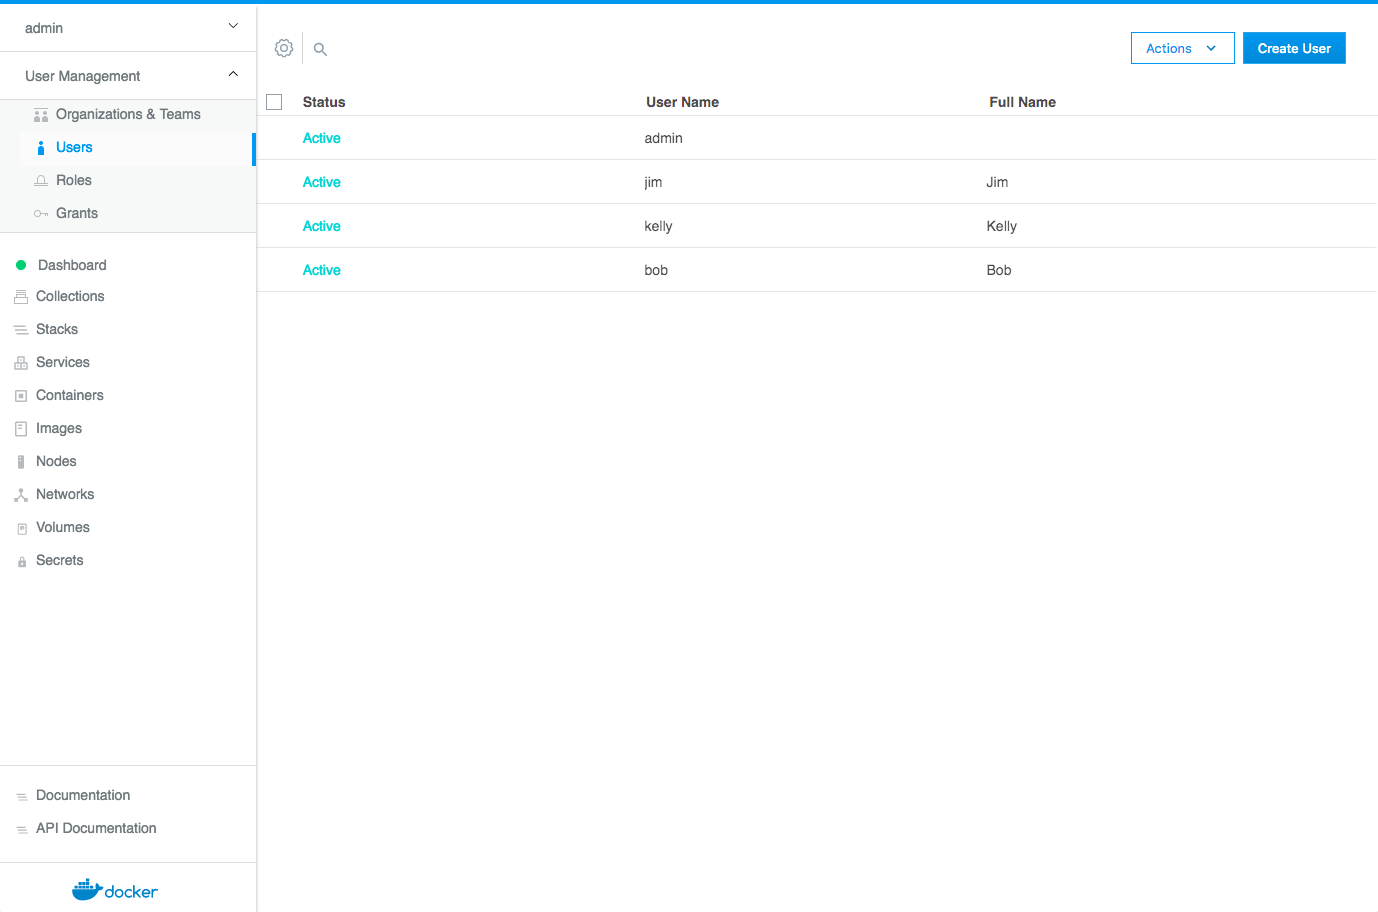 admin
User Management
Organizations & Teams
Users
Roles
Grants
Dashboard
Collections
Stacks
Services
Containers
Images
Nodes
Networks
Volumes
Secrets
Documentation
API Documentation
docker
Actions
Create User
Status User Name Full Name
Active admin
Active jim Jim
Active kelly Kelly
Active bob Bob